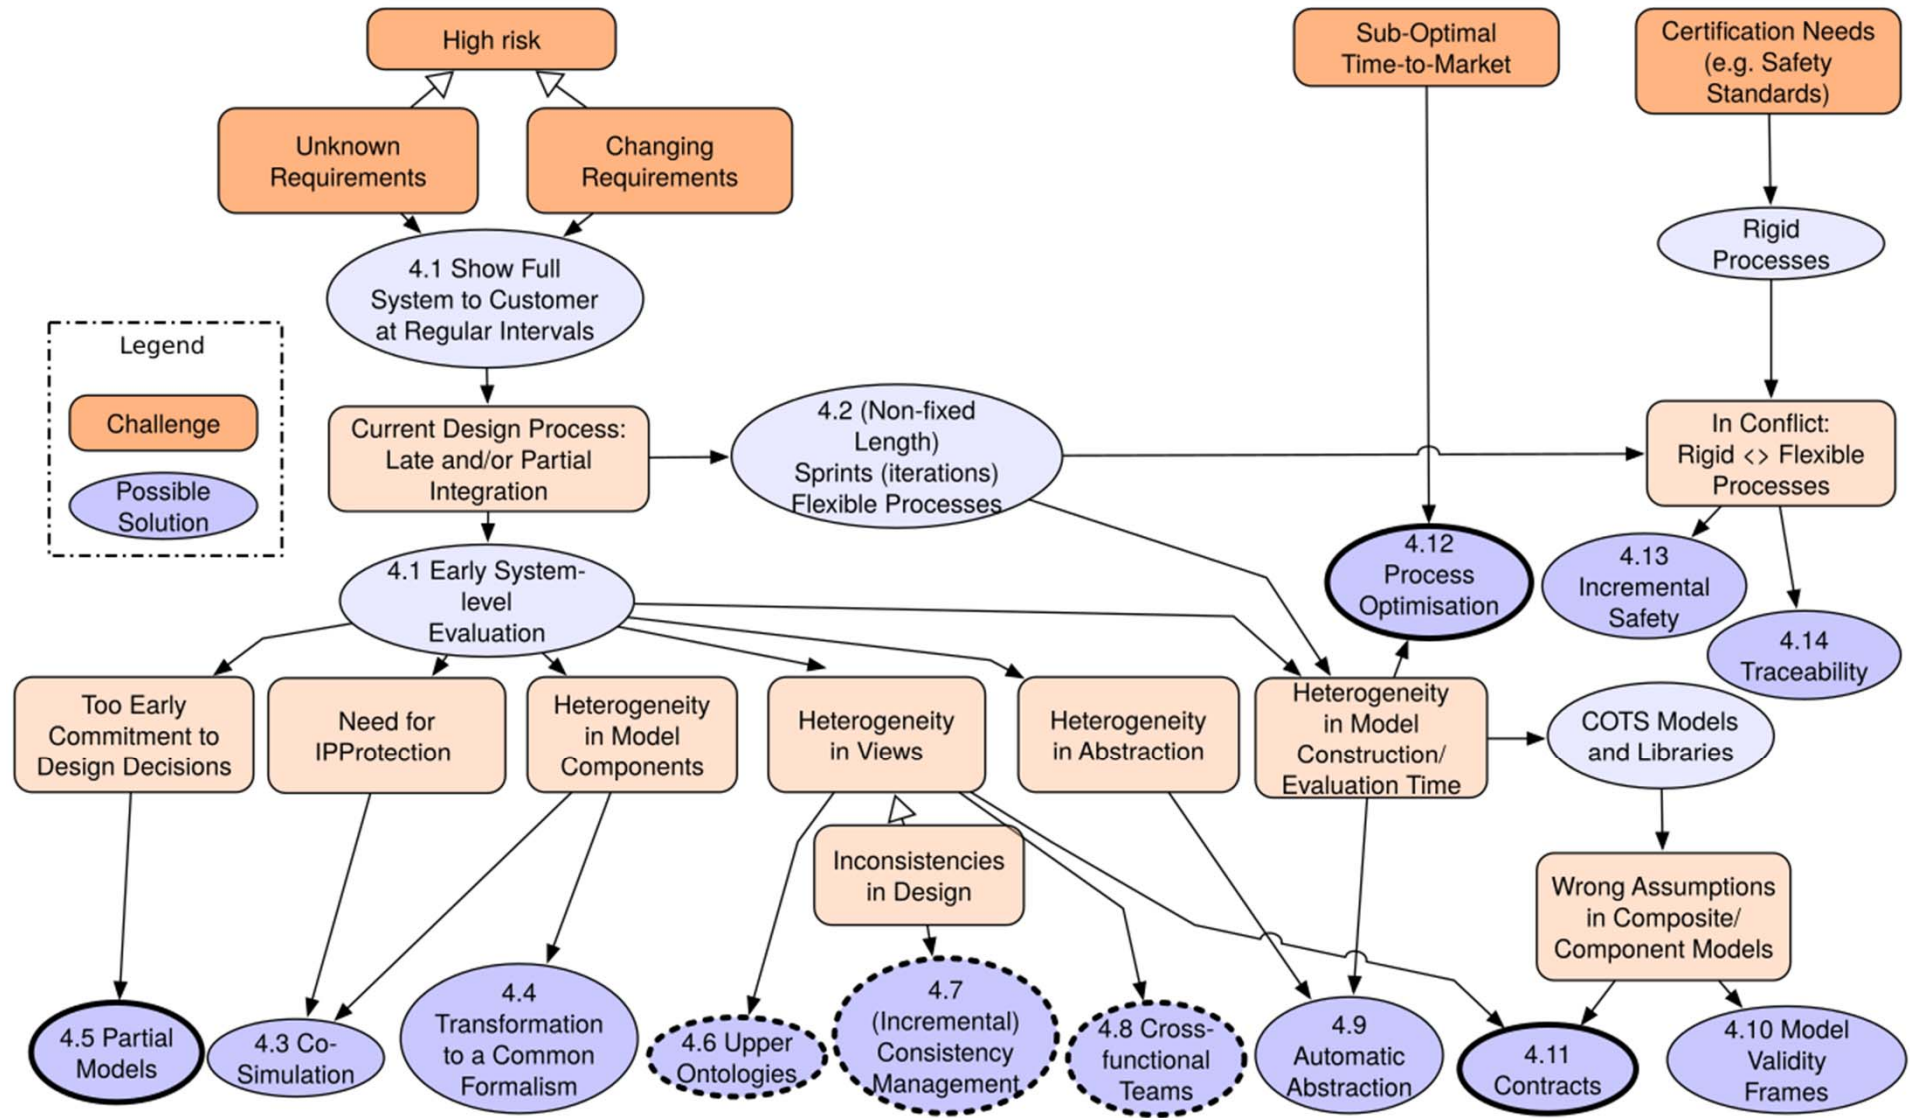 High risk
Sub-Optimal
Time-to-Market
Certification Needs
(e.g. Safety
Standards)
Unknown
Requirements
Changing
Requirements
Rigid
Processes
4.1 Show Full
System to Customer
at Regular Intervals
Legend
Challenge
Possible
Solution
Current Design Process:
Late and/or Partial
Integration
4.2 (Non-fixed
Length)
Sprints (iterations)
Flexible Processes
In Conflict:
Rigid <> Flexible
Processes
4.1 Early System-
level
Evaluation
4.12
Process
Optimisation
4.13
Incremental
Safety
4.14
Traceability
Too Early
Commitment to
Design Decisions
Need for
IPProtection
Heterogeneity
in Model
Components
Heterogeneity
in Views
Heterogeneity
in Abstraction
Heterogeneity
in Model
Construction/
Evaluation Time
COTS Models
and Libraries
Inconsistencies
in Design
Wrong Assumptions
in Composite/
Component Models
4.5 Partial
Models
4.3 Co-
Simulation
4.4
Transformation
to a Common
Formalism
4.6 Upper
Ontologies
4.7
(Incremental)
Consistency
Management
4.8 Cross-
functional
Teams
4.9
Automatic
Abstraction
4.11
Contracts
4.10 Model
Validity
Frames